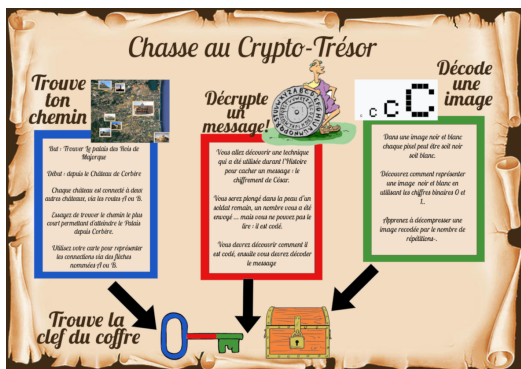 Chasse au Crypto-Trésor
Trouve
ton
chemin
But : Trouver Le palais des Rois de
Majorque
Début : depuis le Château de Corbère
Chaque château est connecté à deux
autres châteaux, via les routes A ou B.
Essayez de trouver le chemin le plus
court permettant d'atteindre le Palais
depuis Corbère.
Utilisez votre carte pour représenter
les connections via des flèches
nommées A ou B.
Décrypte
un
message!
Vous allez découvrir une technique
qui a été utilisée durant l'Histoire
pour cacher un message : le
chiffrement de César.
Vous serez plongé dans la peau d'un
soldat romain, un nombre vous a été
envoyé ... mais vous ne pouvez pas le
lire : il est codé.
Vous devrez découvrir comment il
est codé, ensuite vous devrez décoder
le message
Décode
une
image
c c C
Dans une image noir et blanc
chaque pixel peut être soit noir
soit blanc.
Découvrez comment représenter
une image noir et blanc en
utilisant les chiffres binaires 0 et
1.
Apprenez à décompresser une
image recodée par le nombre de
répétitions.
Trouve la
clef du coffre